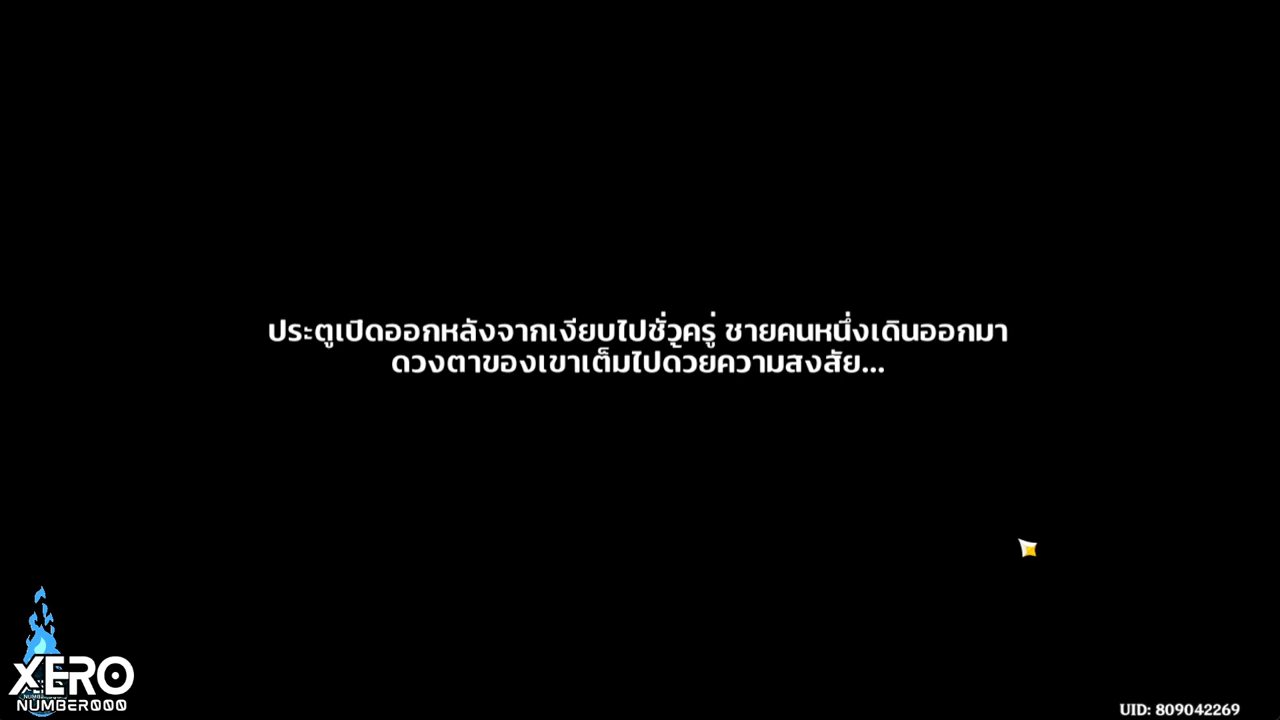 ประตูเปิดออกหลังจากเงียบไปชั่วครู่ ชายคนหนึ่งเดินออกมา
ดวงตาของเขาเต็มไปด้วยความสงสัย...
XERO
NUMBER000
UID: 809042269